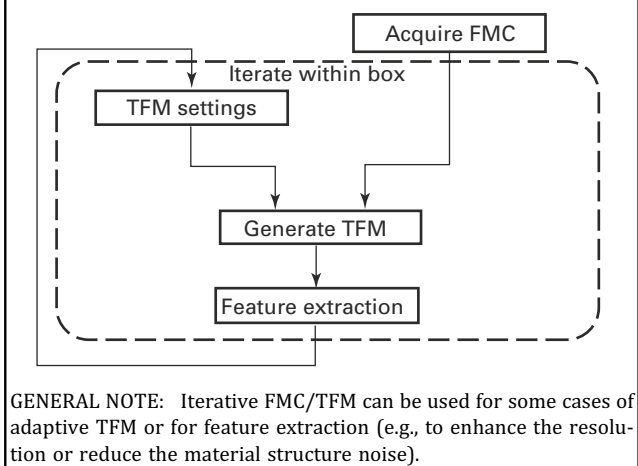 Acquire FMC
Iterate within box
TFM settings
Generate TFM
Feature extraction
GENERAL NOTE: Iterative FMC/TFM can be used for some cases of
adaptive TFM or for feature extraction (e.g., to enhance the resolu-
tion or reduce the material structure noise).